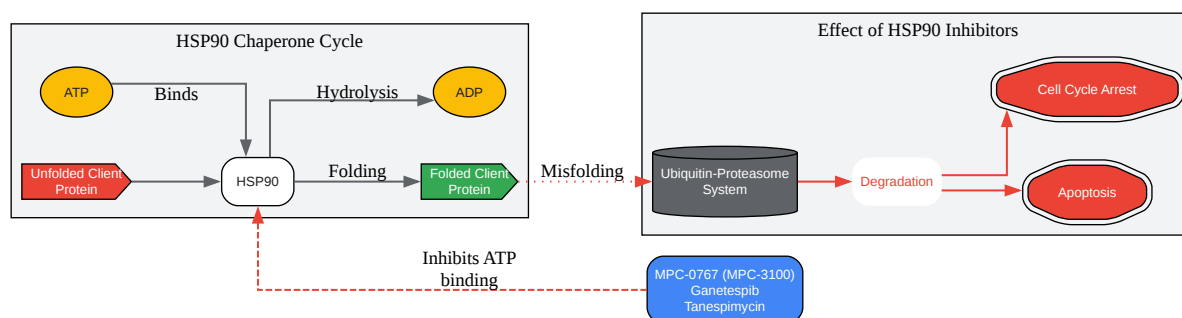 HSP90 Chaperone Cycle
ATP
Binds
Hydrolysis
ADP
Unfolded Client
Protein
HSP90
Folding
Folded Client
Protein
Misfolding
Effect of HSP90 Inhibitors
Cell Cycle Arrest
Ubiquitin-Proteasome
System
Degradation
Apoptosis
Inhibits ATP
binding
MPC-0767 (MPC-3100)
Ganetespib
Tanespimycin